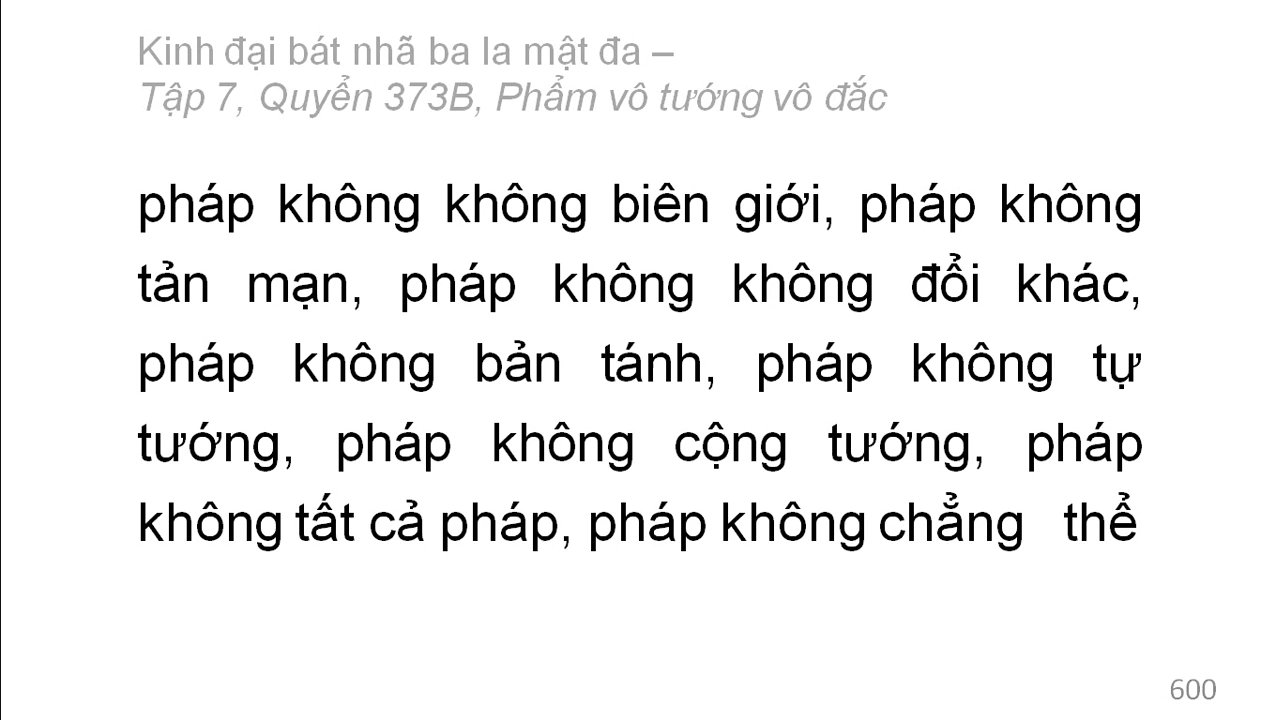 Kinh đại bát nhã ba la mật đa –
Tập 7, Quyển 373B, Phẩm vô tướng vô đắc
pháp không không biên giới, pháp không
tản mạn, pháp không không đổi khác,
pháp không bản tánh, pháp không tự
tướng, pháp không cộng tướng, pháp
không tất cả pháp, pháp không chẳng thể
600